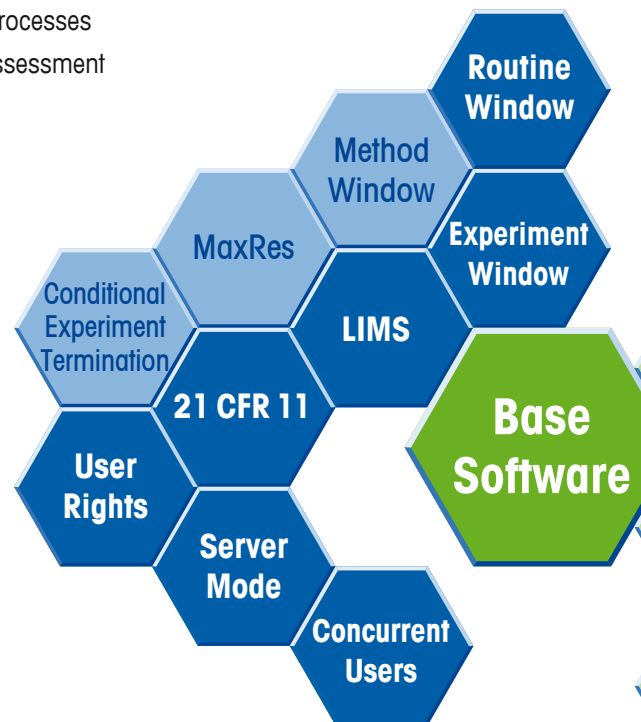 rocesses
ssessment
Routine
Window
Method
Window
MaxRes
Experiment
Window
Conditional
Experiment
Termination
LIMS
21 CFR 11
Base
Software
User
Rights
Server
Mode
Concurrent
Users